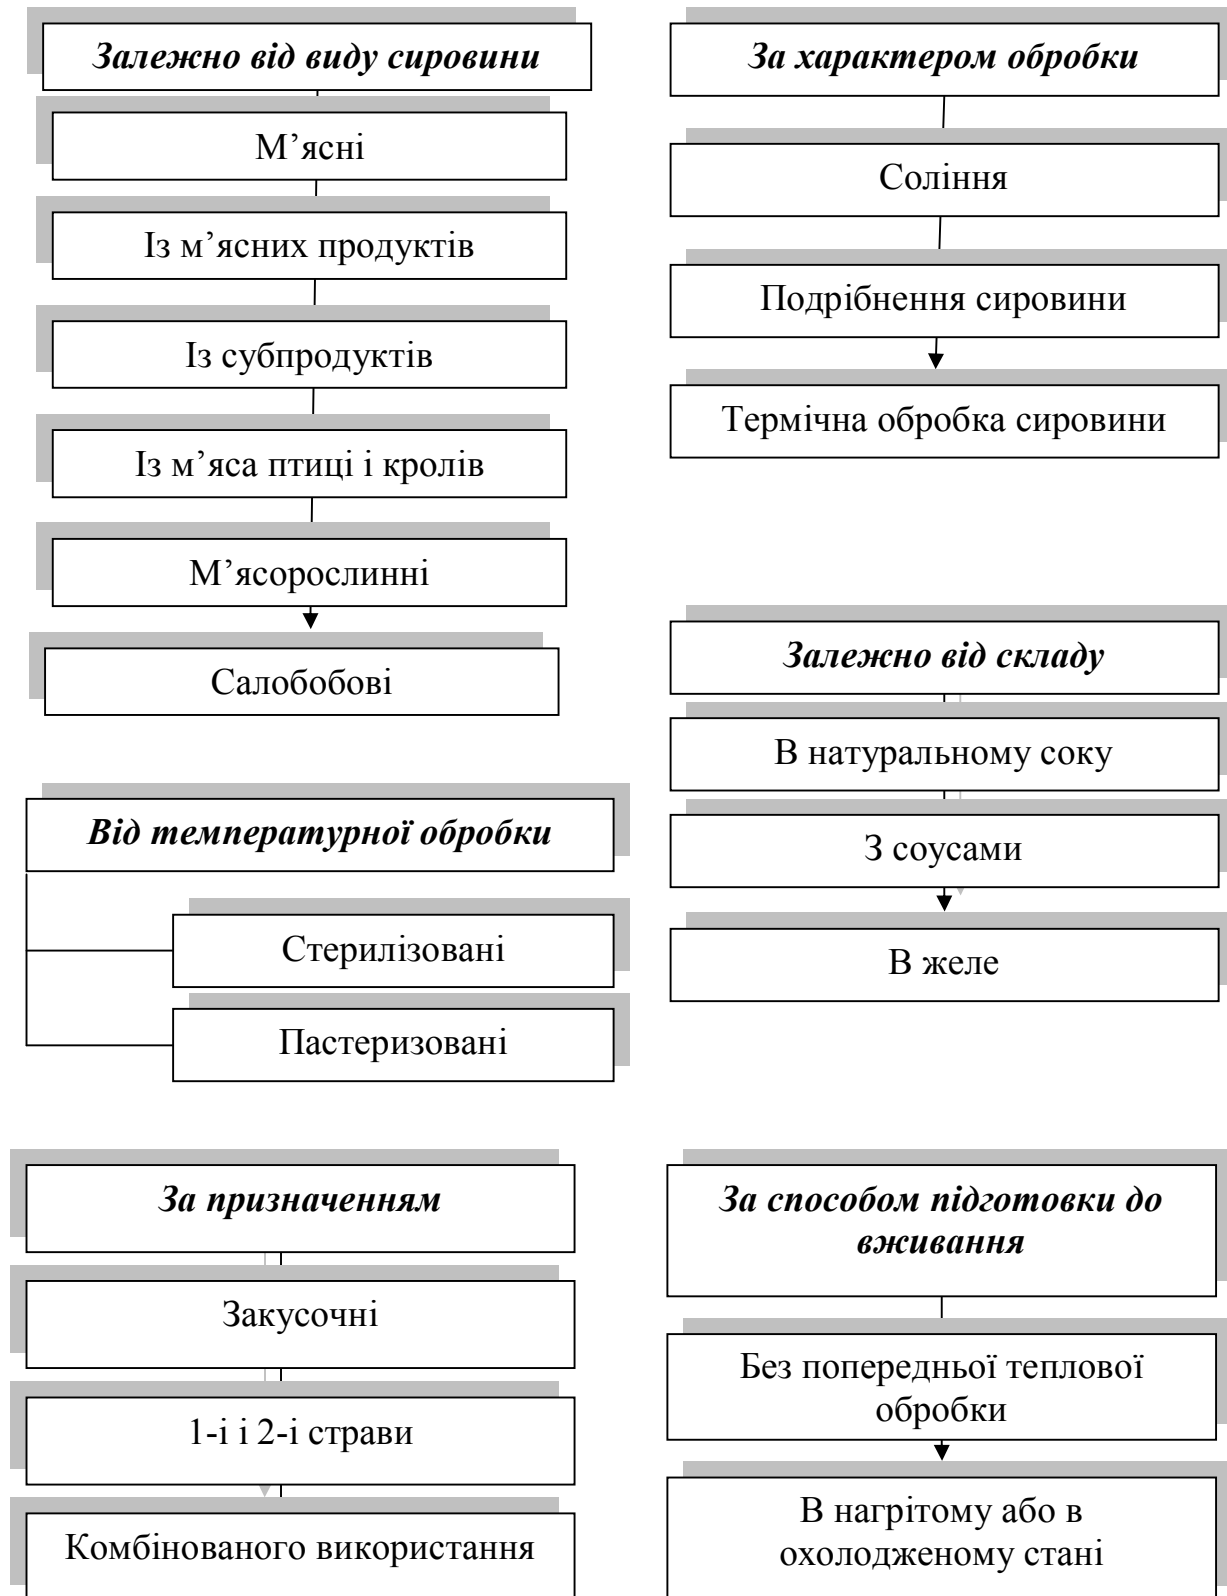 Залежно від виду сировини
М’ясні
Із м’ясних продуктів
Із субпродуктів
Із м’яса птиці і кролів
М’ясорослинні
Салобобові
За характером обробки
Соління
Подрібнення сировини
Термічна обробка сировини
Від температурної обробки
Стерилізовані
Пастеризовані
Залежно від складу
В натуральному соку
З соусами
В желе
За призначенням
Закусочні
1-і і 2-і страви
Комбінованого використання
За способом підготовки до
вживання
Без попередньої теплової
обробки
В нагрітому або в
охолодженому стані